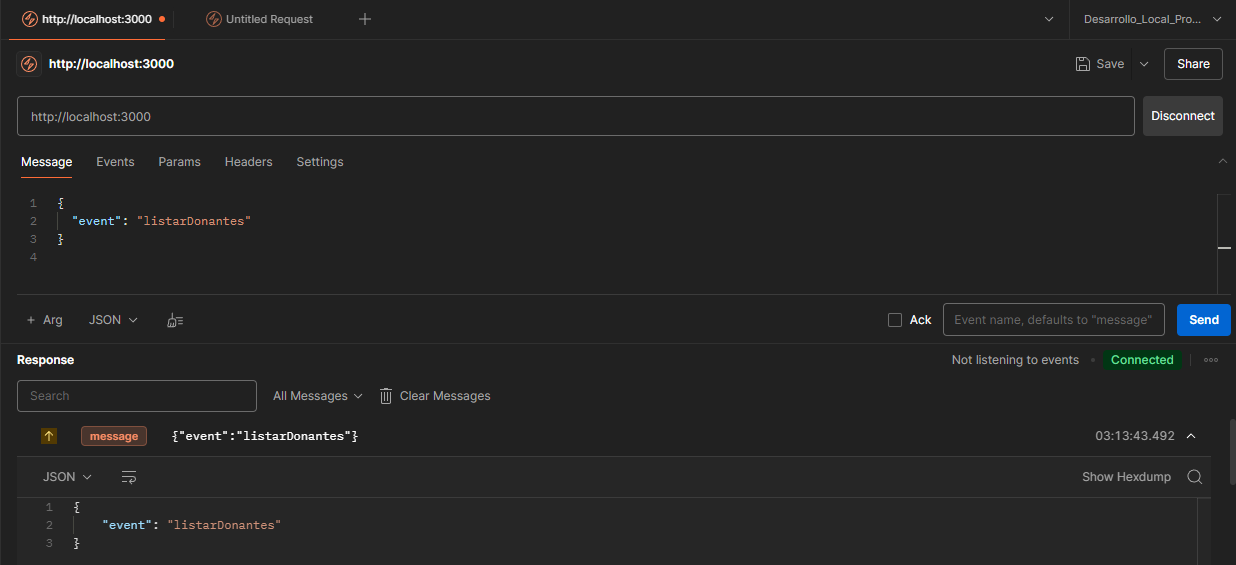 http://localhost:3000 Untitled Request Desarrollo_Local_Pro...
http://localhost:3000 Save Share
http://localhost:3000 Disconnect
Message Events Params Headers Settings
1 {
2 "event": "listarDonantes"
3 }
4
+ Arg JSON Ack Event name, defaults to "message" Send
Response Not listening to events Connected
Search All Messages Clear Messages
message {"event":"listarDonantes"} 03:13:43.492
JSON Show Hexdump
1 {
2 "event": "listarDonantes"
3 }